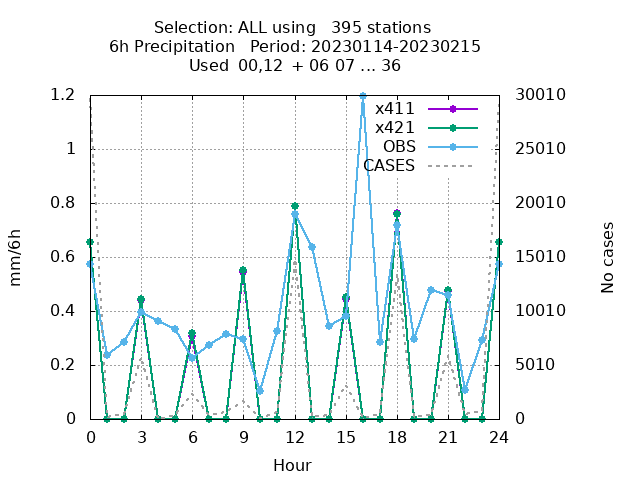 Selection: ALL using   395 stations
6h Precipitation   Period: 20230114-20230215
Used  00,12  + 06 07 ... 36
1.2
1
0.8
0.6
0.4
0.2
0
30010
25010
20010
15010
10010
5010
0
mm/6h
No cases
x411
x421
OBS
CASES
0 3 6 9 12 15 18 21 24
Hour